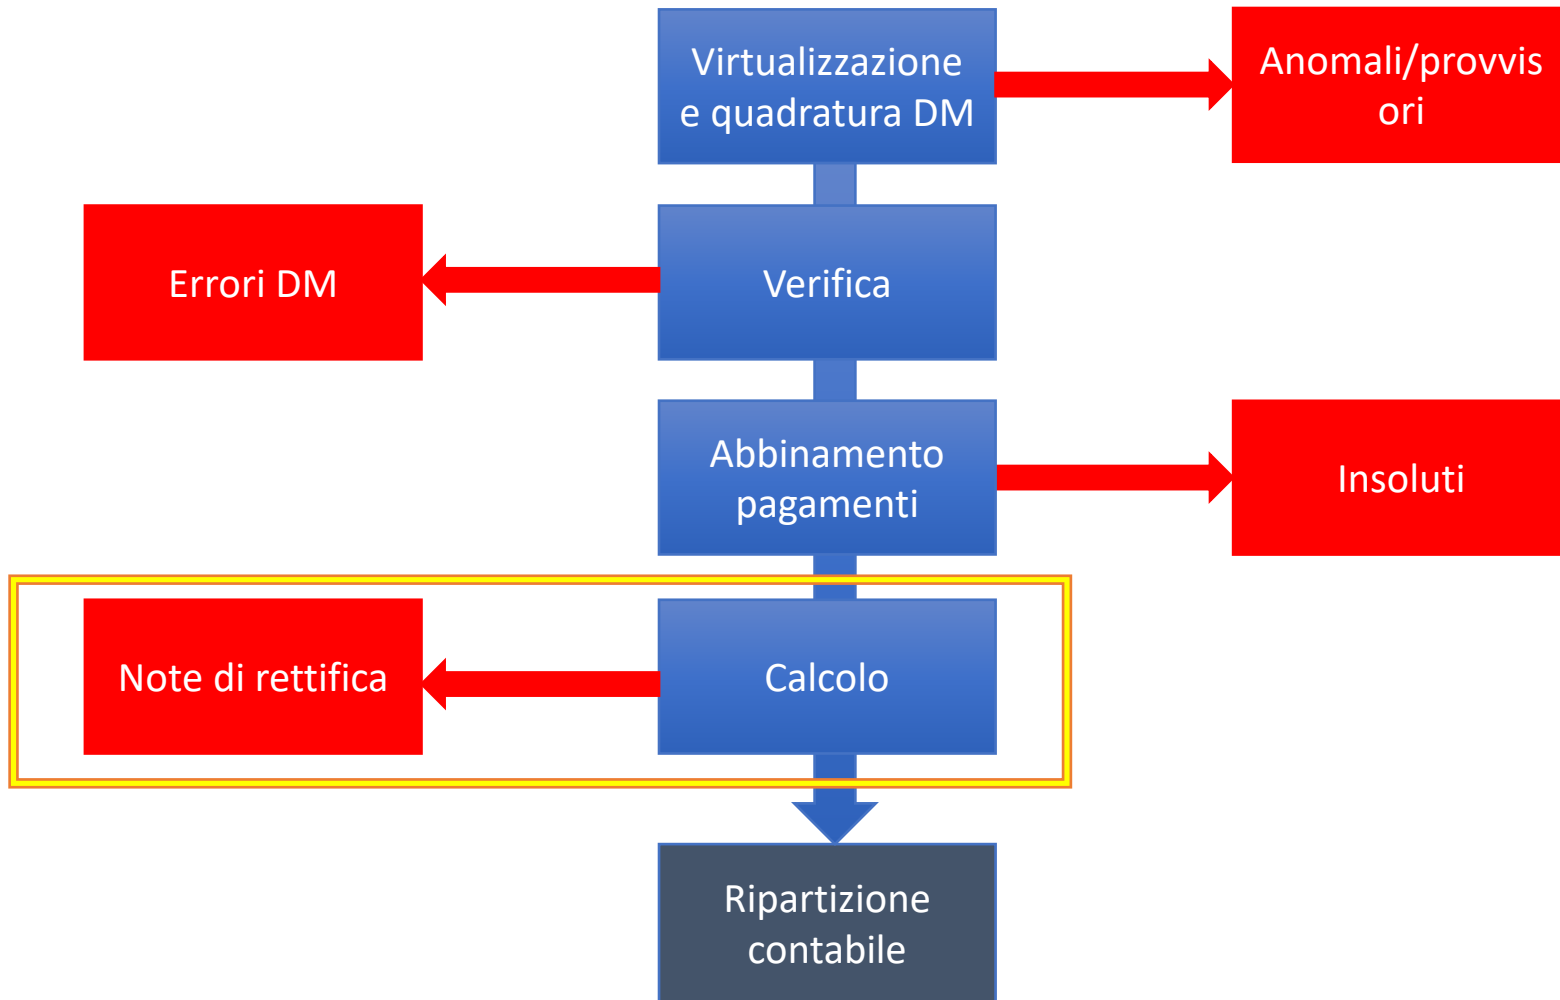 Virtualizzazione
e quadratura DM
Anomali/provvis
ori
Errori DM
Verifica
Abbinamento
pagamenti
Insoluti
Note di rettifica
Calcolo
Ripartizione
contabile